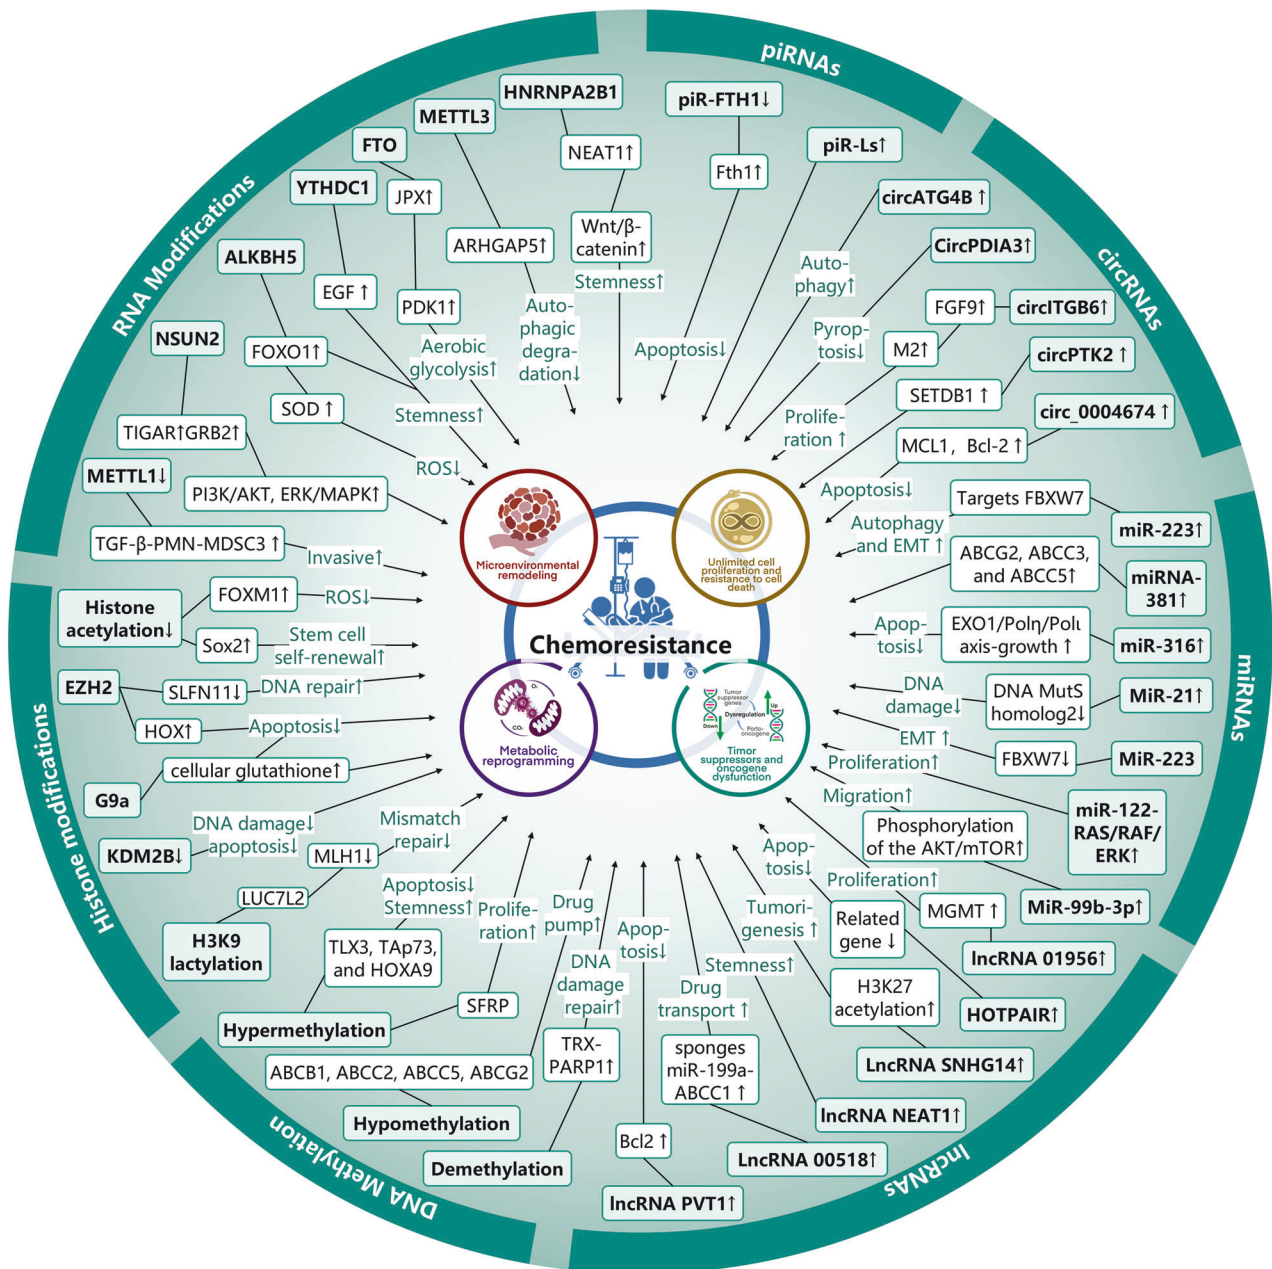 piRNAs
circRNAs
miRNAs
lncRNAs
DNA Methylation
Histone modifications
RNA Modifications
HNRNPA2B1
NEAT1↑
Wnt/β-
catenin↑
Stemness↑
METTL3
ARHGAP5↑
Auto-
phagic
degra-
dation↓
FTO
JPX↑
PDK1↑
Aerobic
glycolysis↑
YTHDC1
EGF ↑
Stemness↑
ALKBH5
FOXO1↑
SOD ↑
ROS↓
NSUN2
TIGAR↑GRB2↑
PI3K/AKT, ERK/MAPK↑
METTL1↓
TGF-β-PMN-MDSC3 ↑
Invasive↑
piR-FTH1↓
Fth1↑
Apoptosis↓
piR-Ls↑
circATG4B ↑
Auto-
phagy↑
CircPDIA3↑
Pyrop-
tosis↓
circITGB6↑
FGF9↑
M2↑
Prolife-
ration ↑
circPTK2 ↑
SETDB1 ↑
circ_0004674 ↑
MCL1, Bcl-2 ↑
Apoptosis↓
Targets FBXW7
miR-223↑
Autophagy
and EMT ↑
ABCG2, ABCC3,
and ABCC5↑
miRNA-
381↑
EXO1/Polη/Polι
axis-growth ↑
miR-316↑
Apop-
tosis↓
DNA MutS
homolog2↓
MiR-21↑
DNA
damage↓
EMT ↑
FBXW7↓
MiR-223
Proliferation↑
miR-122-
RAS/RAF/
ERK↑
Migration↑
Phosphorylation
of the AKT/mTOR↑
MiR-99b-3p↑
Proliferation↑
MGMT ↑
lncRNA 01956↑
Apop-
tosis↓
Related
gene ↓
HOTPAIR↑
Tumori-
genesis ↑
H3K27
acetylation↑
LncRNA SNHG14↑
Stemness↑
lncRNA NEAT1↑
Drug
transport ↑
sponges
miR-199a-
ABCC1 ↑
LncRNA 00518↑
Apop-
tosis↓
Bcl2 ↑
lncRNA PVT1↑
DNA
damage
repair↑
TRX-
PARP1↑
Demethylation
Drug
pump↑
ABCB1, ABCC2, ABCC5, ABCG2
Hypomethylation
Prolife-
ration↑
SFRP
Apoptosis↓
Stemness↑
TLX3, TAp73,
and HOXA9
Hypermethylation
Mismatch
repair↓
MLH1↓
LUC7L2
H3K9
lactylation
DNA damage↓
apoptosis↓
KDM2B↓
cellular glutathione↑
G9a
Apoptosis↓
HOX↑
EZH2
SLFN11↓
DNA repair↑
Histone
acetylation↓
FOXM1↑
ROS↓
Sox2↑
Stem cell
self-renewal↑
Microenvironmental
remodeling
Unlimited cell
proliferation and
resistance to cell
death
Chemoresistance
O₂
CO₂
Metabolic
reprogramming
Tumor
suppressor
genes
Up
Dysregulation
Down
Porto-
oncogene
Timor
suppressors and
oncogene
dysfunction